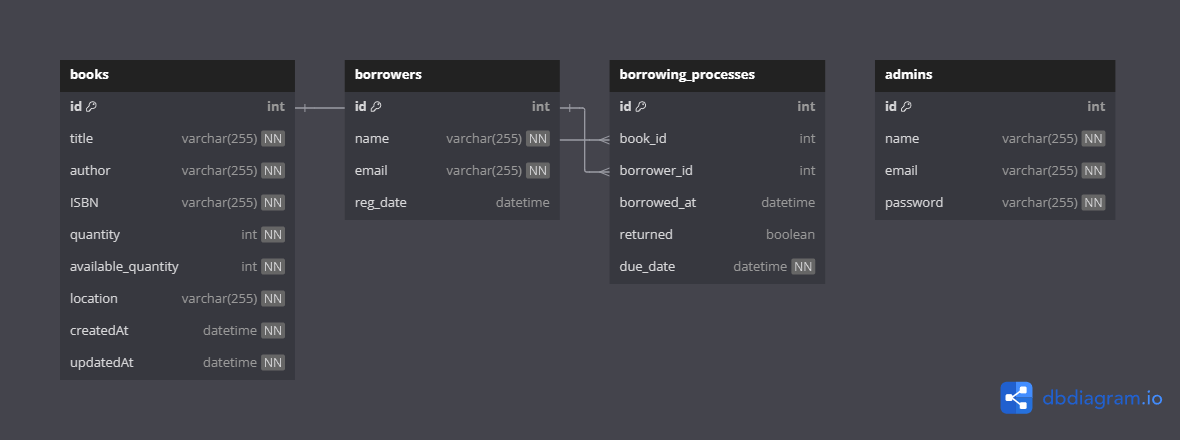 books
id int
title varchar(255) NN
author varchar(255) NN
ISBN varchar(255) NN
quantity int NN
available_quantity int NN
location varchar(255) NN
createdAt datetime NN
updatedAt datetime NN
borrowers
id int
name varchar(255) NN
email varchar(255) NN
reg_date datetime
borrowing_processes
id int
book_id int
borrower_id int
borrowed_at datetime
returned boolean
due_date datetime NN
admins
id int
name varchar(255) NN
email varchar(255) NN
password varchar(255) NN
dbdiagram.io